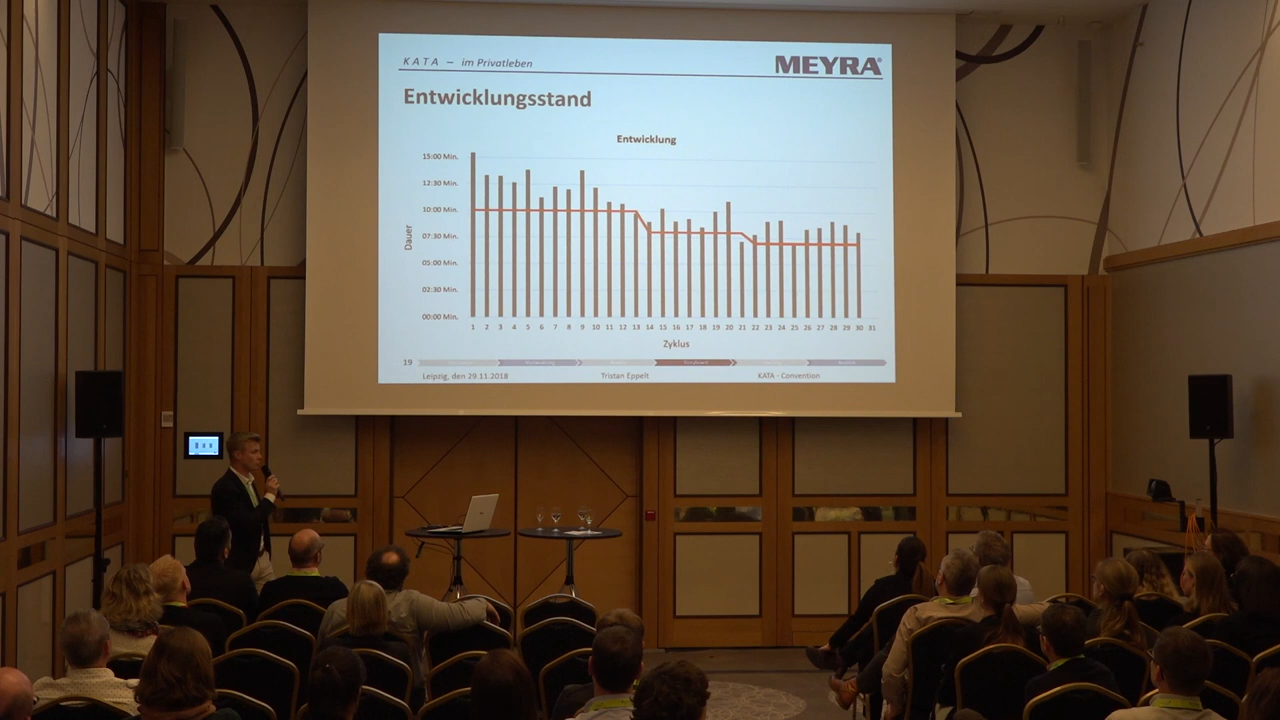 KATA – im Privatleben
MEYRA®
Entwicklungsstand
Entwicklung
15:00 Min.
12:30 Min.
10:00 Min.
07:30 Min.
05:00 Min.
02:30 Min.
00:00 Min.
Dauer
1 2 3 4 5 6 7 8 9 10 11 12 13 14 15 16 17 18 19 20 21 22 23 24 25 26 27 28 29 30 31
Zyklus
19
Leipzig, den 29.11.2018 Tristan Eppelt KATA - Convention